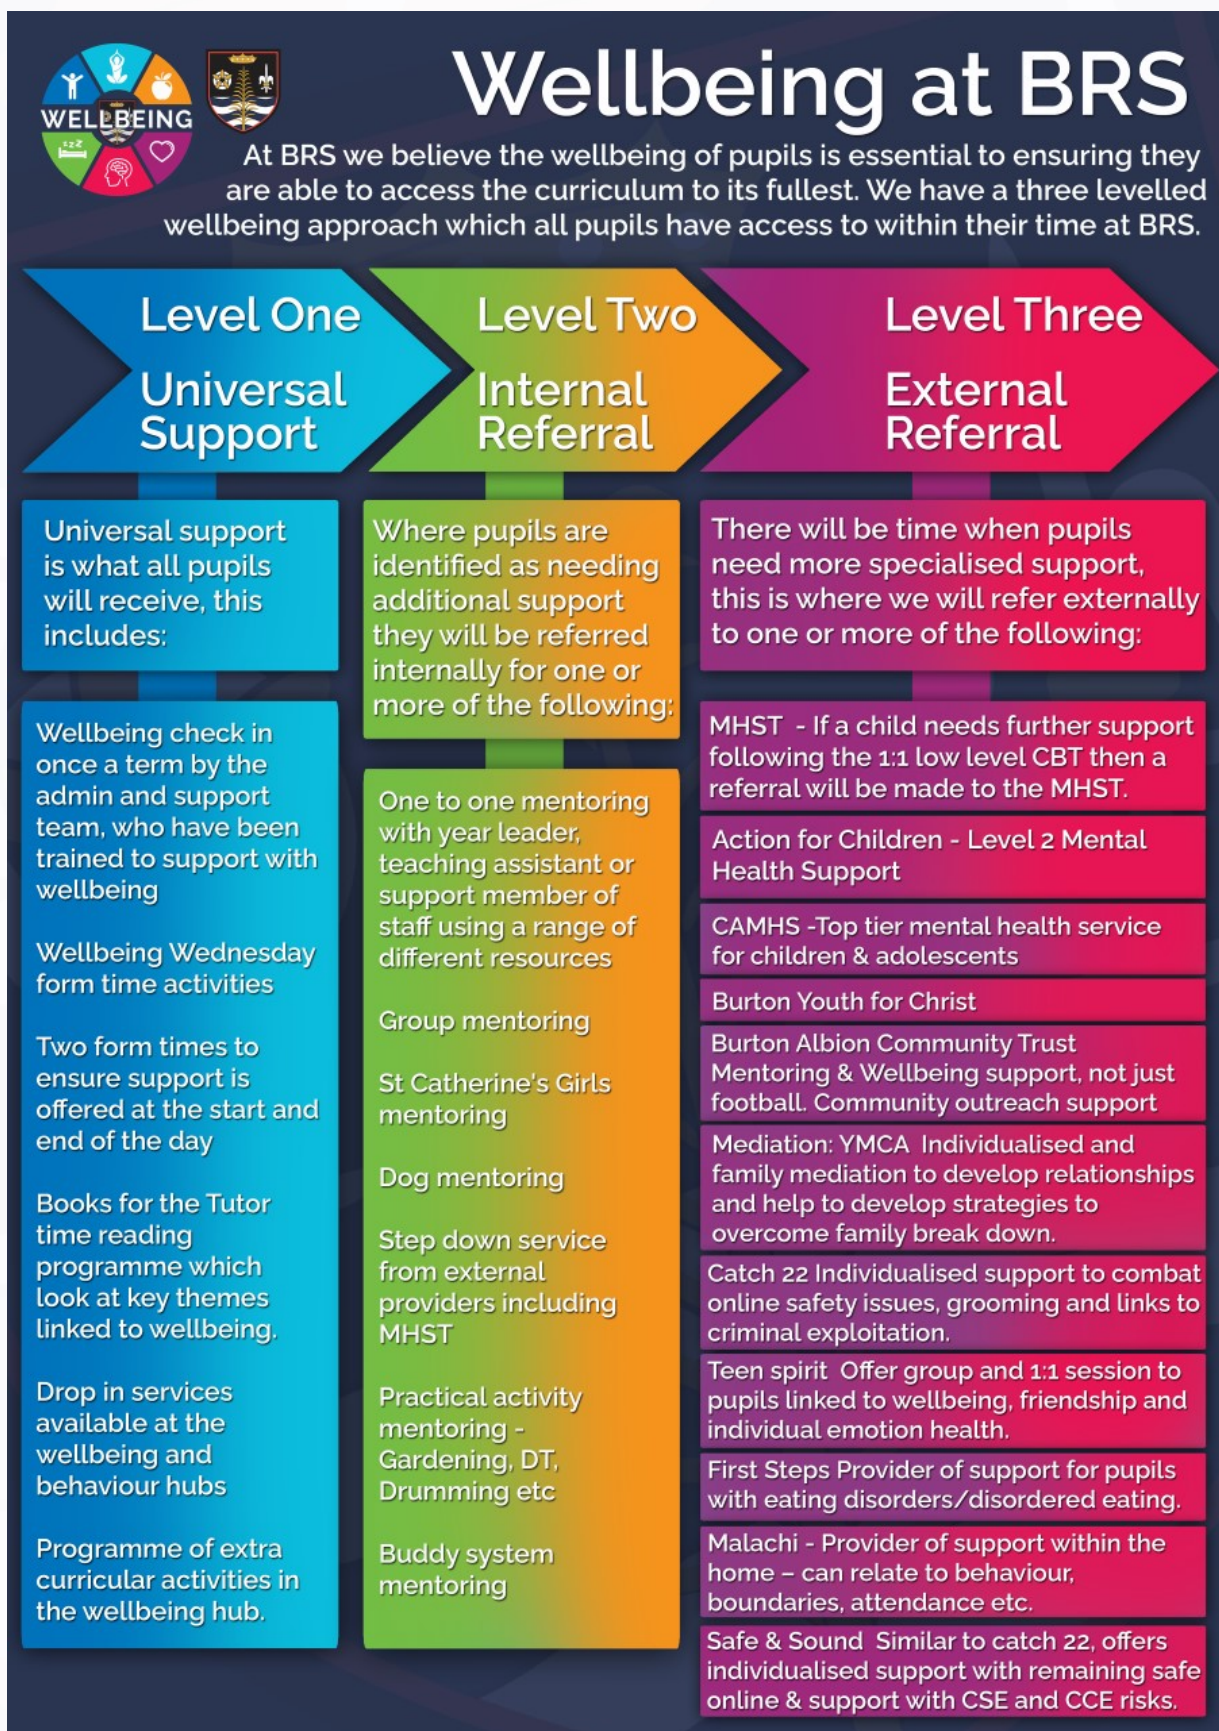 WELLBEING
zzz
Wellbeing at BRS
At BRS we believe the wellbeing of pupils is essential to ensuring they
are able to access the curriculum to its fullest. We have a three levelled
wellbeing approach which all pupils have access to within their time at BRS.
Level One
Universal
Support
Universal support
is what all pupils
will receive, this
includes:
Wellbeing check in
once a term by the
admin and support
team, who have been
trained to support with
wellbeing
Wellbeing Wednesday
form time activities
Two form times to
ensure support is
offered at the start and
end of the day
Books for the Tutor
time reading
programme which
look at key themes
linked to wellbeing.
Drop in services
available at the
wellbeing and
behaviour hubs
Programme of extra
curricular activities in
the wellbeing hub.
Level Two
Internal
Referral
Where pupils are
identified as needing
additional support
they will be referred
internally for one or
more of the following:
One to one mentoring
with year leader,
teaching assistant or
support member of
staff using a range of
different resources
Group mentoring
St Catherine's Girls
mentoring
Dog mentoring
Step down service
from external
providers including
MHST
Practical activity
mentoring -
Gardening, DT,
Drumming etc
Buddy system
mentoring
Level Three
External
Referral
There will be time when pupils
need more specialised support,
this is where we will refer externally
to one or more of the following:
MHST - If a child needs further support
following the 1:1 low level CBT then a
referral will be made to the MHST.
Action for Children - Level 2 Mental
Health Support
CAMHS -Top tier mental health service
for children & adolescents
Burton Youth for Christ
Burton Albion Community Trust
Mentoring & Wellbeing support, not just
football. Community outreach support
Mediation: YMCA Individualised and
family mediation to develop relationships
and help to develop strategies to
overcome family break down.
Catch 22 Individualised support to combat
online safety issues, grooming and links to
criminal exploitation.
Teen spirit Offer group and 1:1 session to
pupils linked to wellbeing, friendship and
individual emotion health.
First Steps Provider of support for pupils
with eating disorders/disordered eating.
Malachi - Provider of support within the
home – can relate to behaviour,
boundaries, attendance etc.
Safe & Sound Similar to catch 22, offers
individualised support with remaining safe
online & support with CSE and CCE risks.